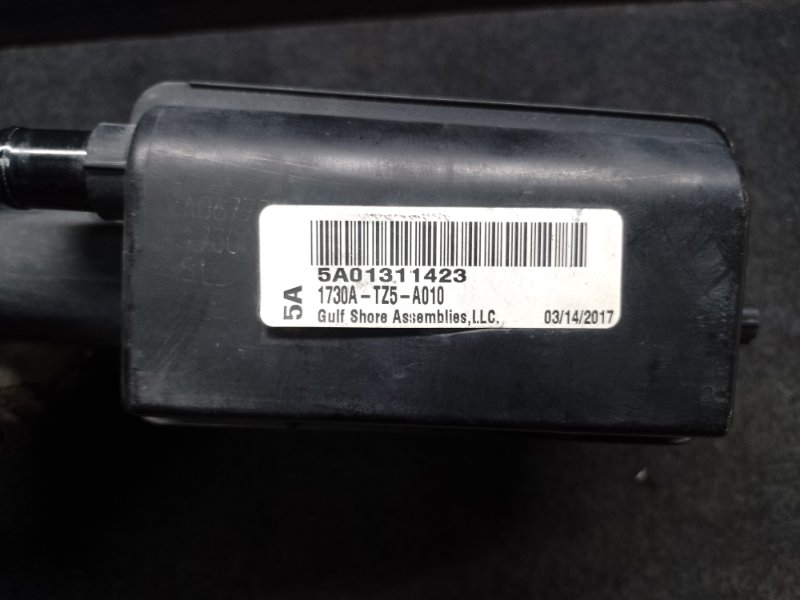 5A
5A01311423
1730A-TZ5-A010
Gulf Shore Assemblies,LLC. 03/14/2017